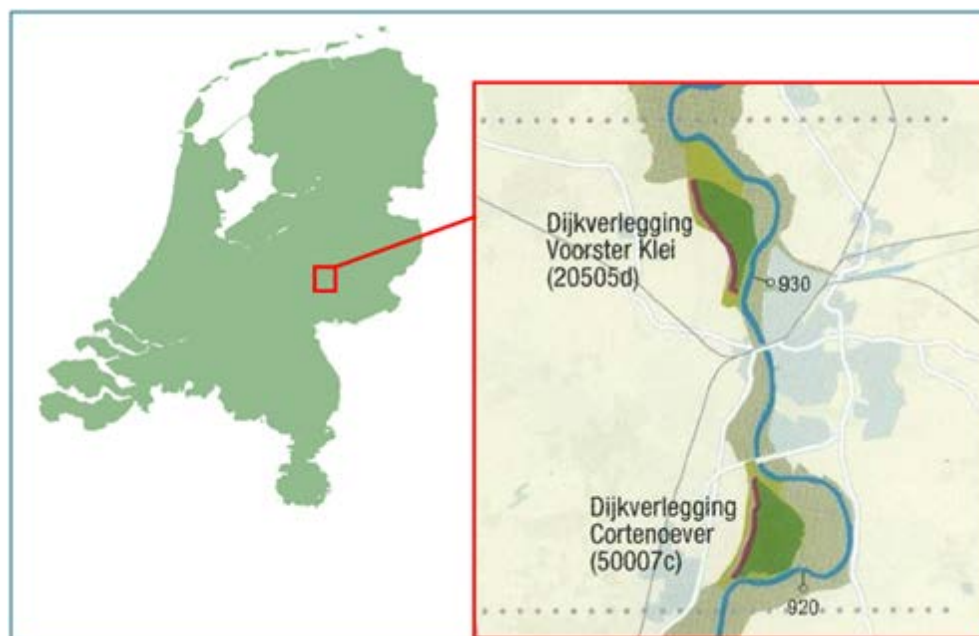 Dijkverlegging
Voorster Klei
(20505d)
930
Dijkverlegging
Cortenoever
(50007c)
920